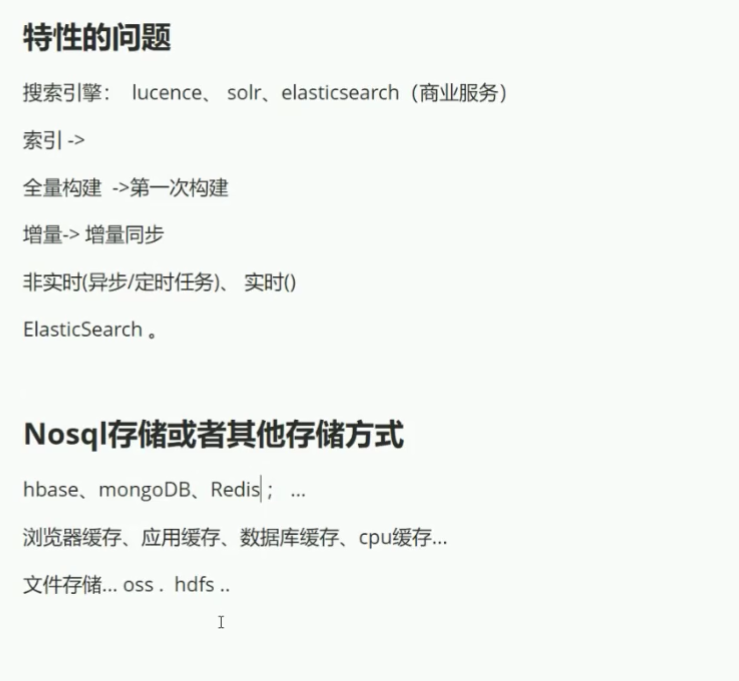 特性的问题
搜索引擎： lucence、 solr、elasticsearch（商业服务）
索引 ->
全量构建 ->第一次构建
增量-> 增量同步
非实时(异步/定时任务)、 实时()
ElasticSearch 。
Nosql存储或者其他存储方式
hbase、mongoDB、Redis； ...
浏览器缓存、应用缓存、数据库缓存、cpu缓存...
文件存储... oss . hdfs ..